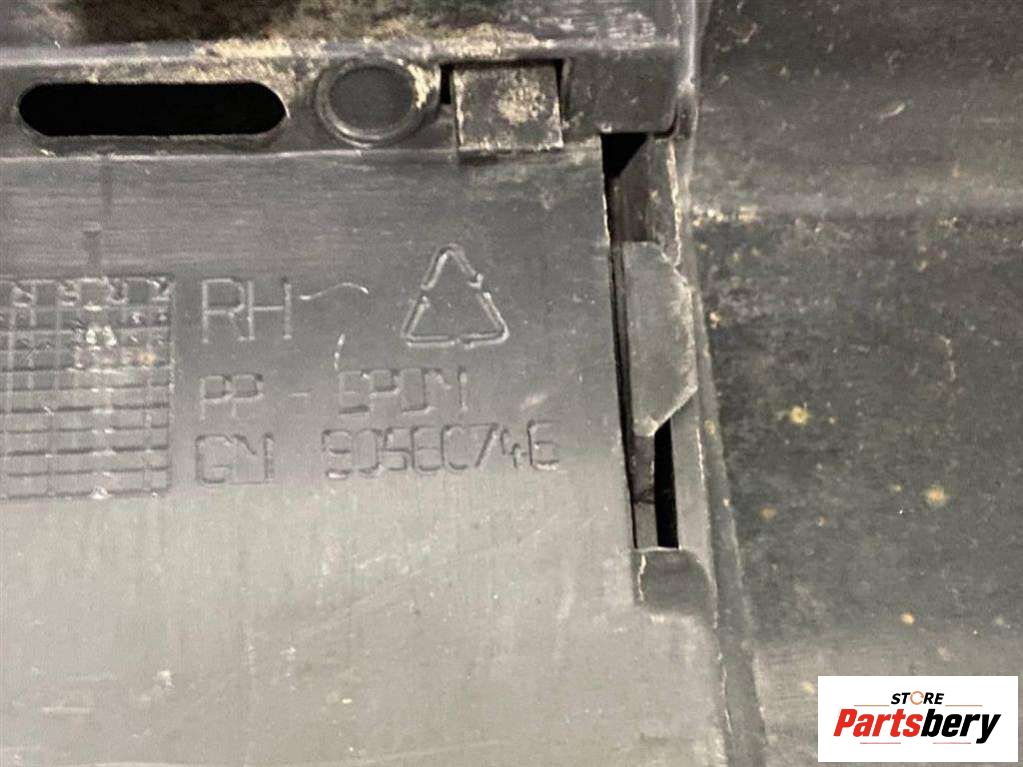 RH
PP - EPDM
GM 90560746
STORE
Partsbery